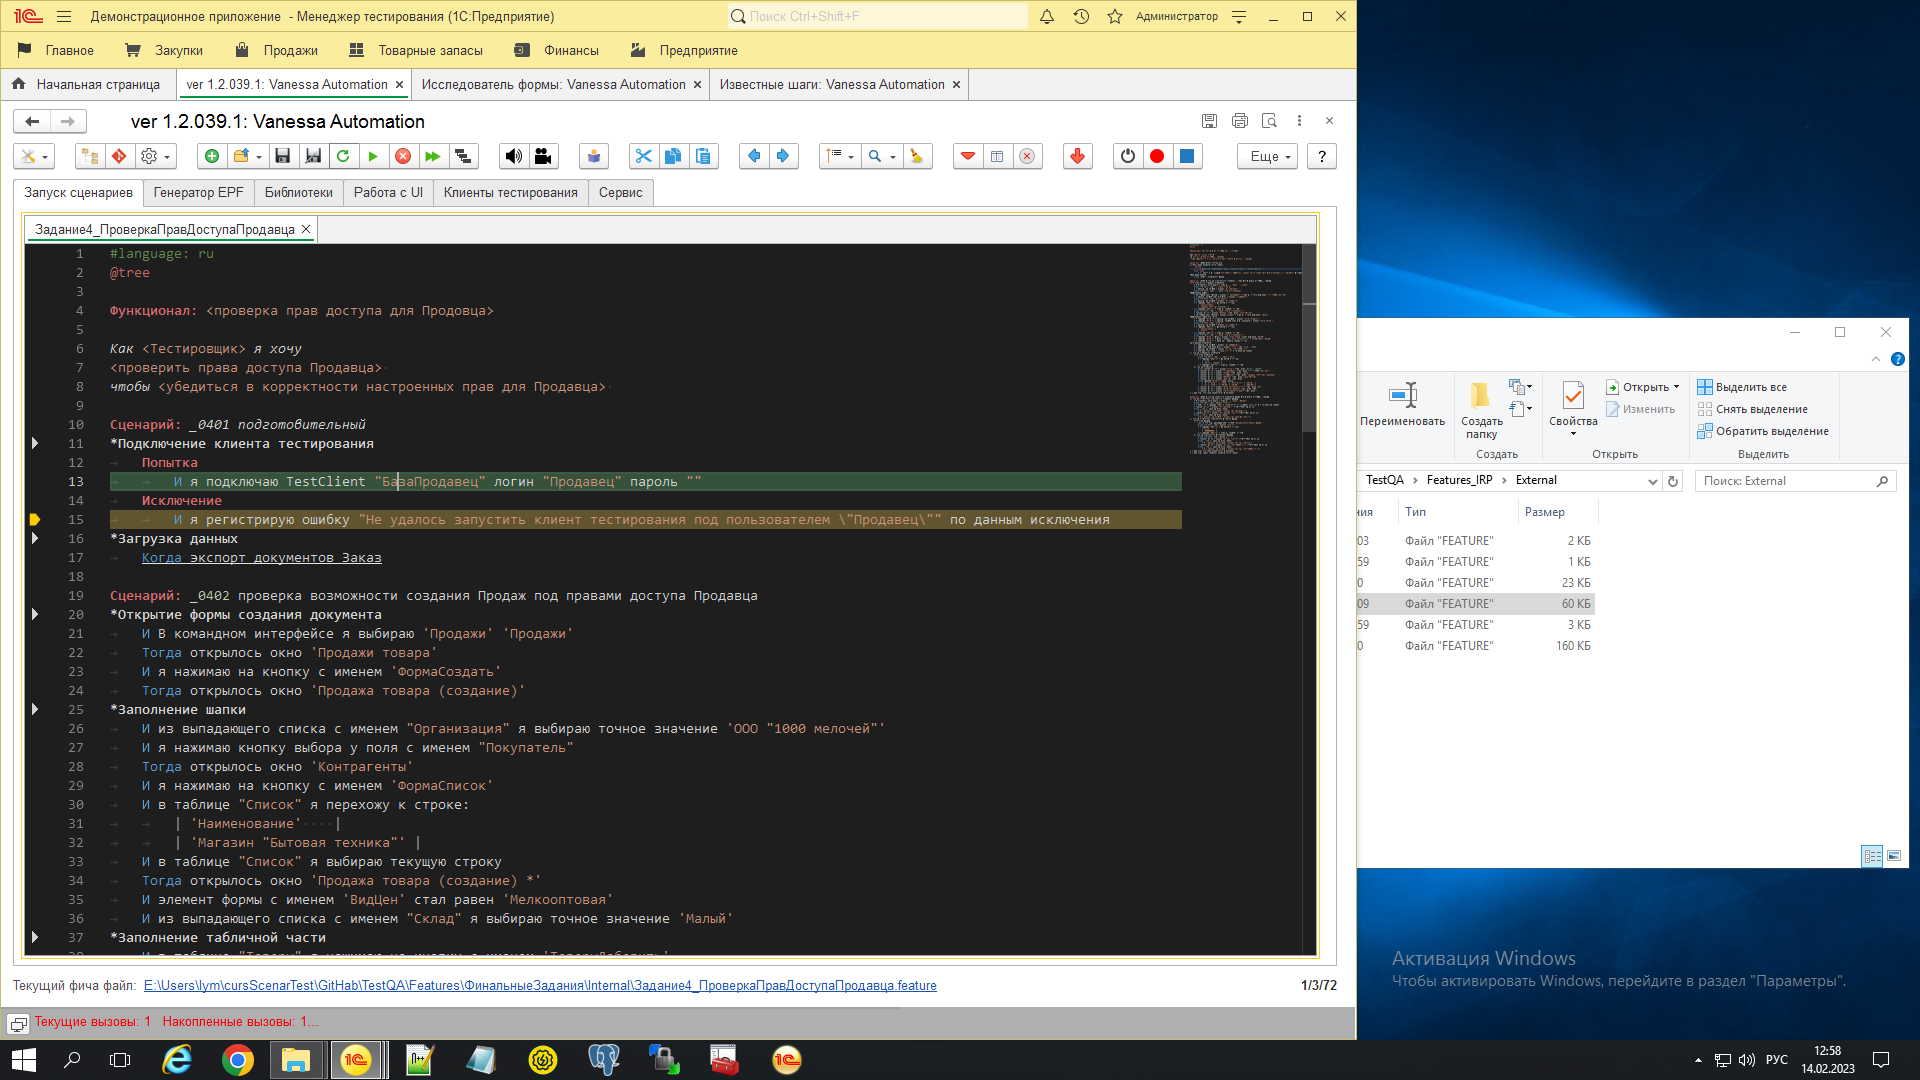 Демонстрационное приложение - Менеджер тестирования (1С:Предприятие)
Поиск Ctrl+Shift+F
Администратор
Главное Закупки Продажи Товарные запасы Финансы Предприятие
Начальная страница
ver 1.2.039.1: Vanessa Automation ×
Исследователь формы: Vanessa Automation ×
Известные шаги: Vanessa Automation ×
ver 1.2.039.1: Vanessa Automation
Еще
?
Запуск сценариев Генератор EPF Библиотеки Работа с UI Клиенты тестирования Сервис
Задание4_ПроверкаПравДоступаПродавца ×
1 #language: ru
2 @tree
3
4 Функционал: <проверка прав доступа для Продовца>
5
6 Как <Тестировщик> я хочу
7 <проверить права доступа Продавца>
8 чтобы <убедиться в корректности настроенных прав для Продавца>
9
10 Сценарий: _0401 подготовительный
11 *Подключение клиента тестирования
12 Попытка
13 И я подключаю TestClient "БазаПродавец" логин "Продавец" пароль ""
14 Исключение
15 И я регистрирую ошибку "Не удалось запустить клиент тестирования под пользователем \"Продавец\"" по данным исключения
16 *Загрузка данных
17 Когда экспорт документов Заказ
18
19 Сценарий: _0402 проверка возможности создания Продаж под правами доступа Продавца
20 *Открытие формы создания документа
21 И В командном интерфейсе я выбираю 'Продажи' 'Продажи'
22 Тогда открылось окно 'Продажи товара'
23 И я нажимаю на кнопку с именем 'ФормаСоздать'
24 Тогда открылось окно 'Продажа товара (создание)'
25 *Заполнение шапки
26 И из выпадающего списка с именем "Организация" я выбираю точное значение 'ООО "1000 мелочей"'
27 И я нажимаю кнопку выбора у поля с именем "Покупатель"
28 Тогда открылось окно 'Контрагенты'
29 И я нажимаю на кнопку с именем 'ФормаСписок'
30 И в таблице "Список" я перехожу к строке:
31 | 'Наименование' |
32 | 'Магазин "Бытовая техника"' |
33 И в таблице "Список" я выбираю текущую строку
34 Тогда открылось окно 'Продажа товара (создание) *'
35 И элемент формы с именем 'ВидЦен' стал равен 'Мелкооптовая'
36 И из выпадающего списка с именем "Склад" я выбираю точное значение 'Малый'
37 *Заполнение табличной части
Текущий фича файл: E:\Users\lym\cursScenarTest\GitHab\TestQA\Features\ФинальныеЗадания\Internal\Задание4_ПроверкаПравДоступаПродавца.feature
1/3/72
Текущие вызовы: 1 Накопленные вызовы: 1...
Переименовать
Создать папку
Создать
Свойства
Открыть
Изменить
Открыть
Выделить все
Снять выделение
Обратить выделение
Выделить
TestQA > Features_IRP > External
Поиск: External
ния Тип Размер
03 Файл "FEATURE" 2 КБ
59 Файл "FEATURE" 1 КБ
0 Файл "FEATURE" 23 КБ
09 Файл "FEATURE" 60 КБ
59 Файл "FEATURE" 3 КБ
0 Файл "FEATURE" 160 КБ
Активация Windows
Чтобы активировать Windows, перейдите в раздел "Параметры".
РУС
12:58
14.02.2023